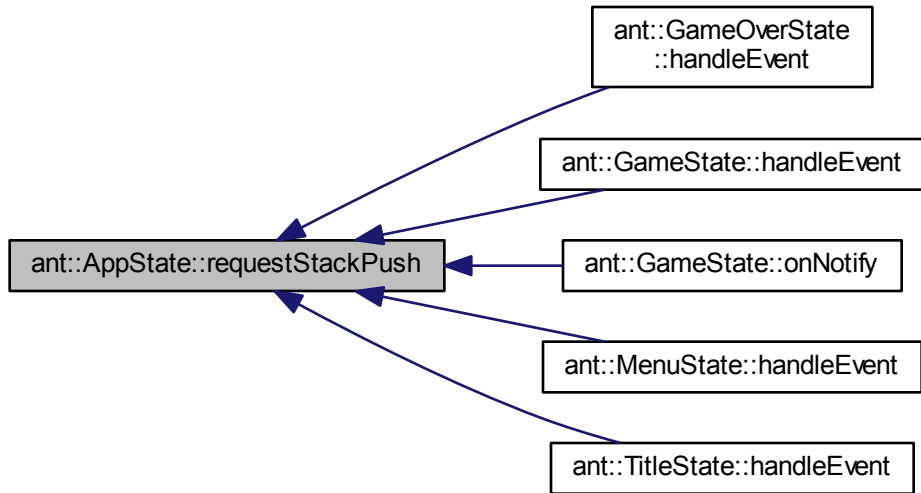 ant::GameOverState
::handleEvent
ant::GameState::handleEvent
ant::AppState::requestStackPush
ant::GameState::onNotify
ant::MenuState::handleEvent
ant::TitleState::handleEvent